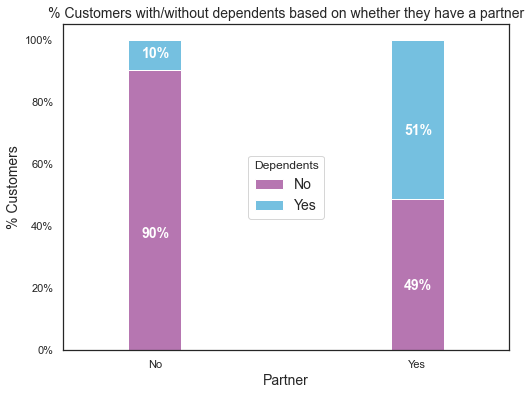 % Customers with/without dependents based on whether they have a partner
% Customers
100%
80%
60%
40%
20%
0%
10%
90%
51%
49%
Dependents
No
Yes
No
Yes
Partner